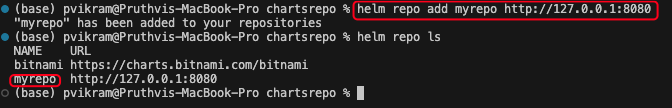 (base) pvikram@Pruthvis-MacBook-Pro chartsrepo % helm repo add myrepo http://127.0.0.1:8080
"myrepo" has been added to your repositories
(base) pvikram@Pruthvis-MacBook-Pro chartsrepo % helm repo ls
NAME URL
bitnami https://charts.bitnami.com/bitnami
myrepo http://127.0.0.1:8080
(base) pvikram@Pruthvis-MacBook-Pro chartsrepo %